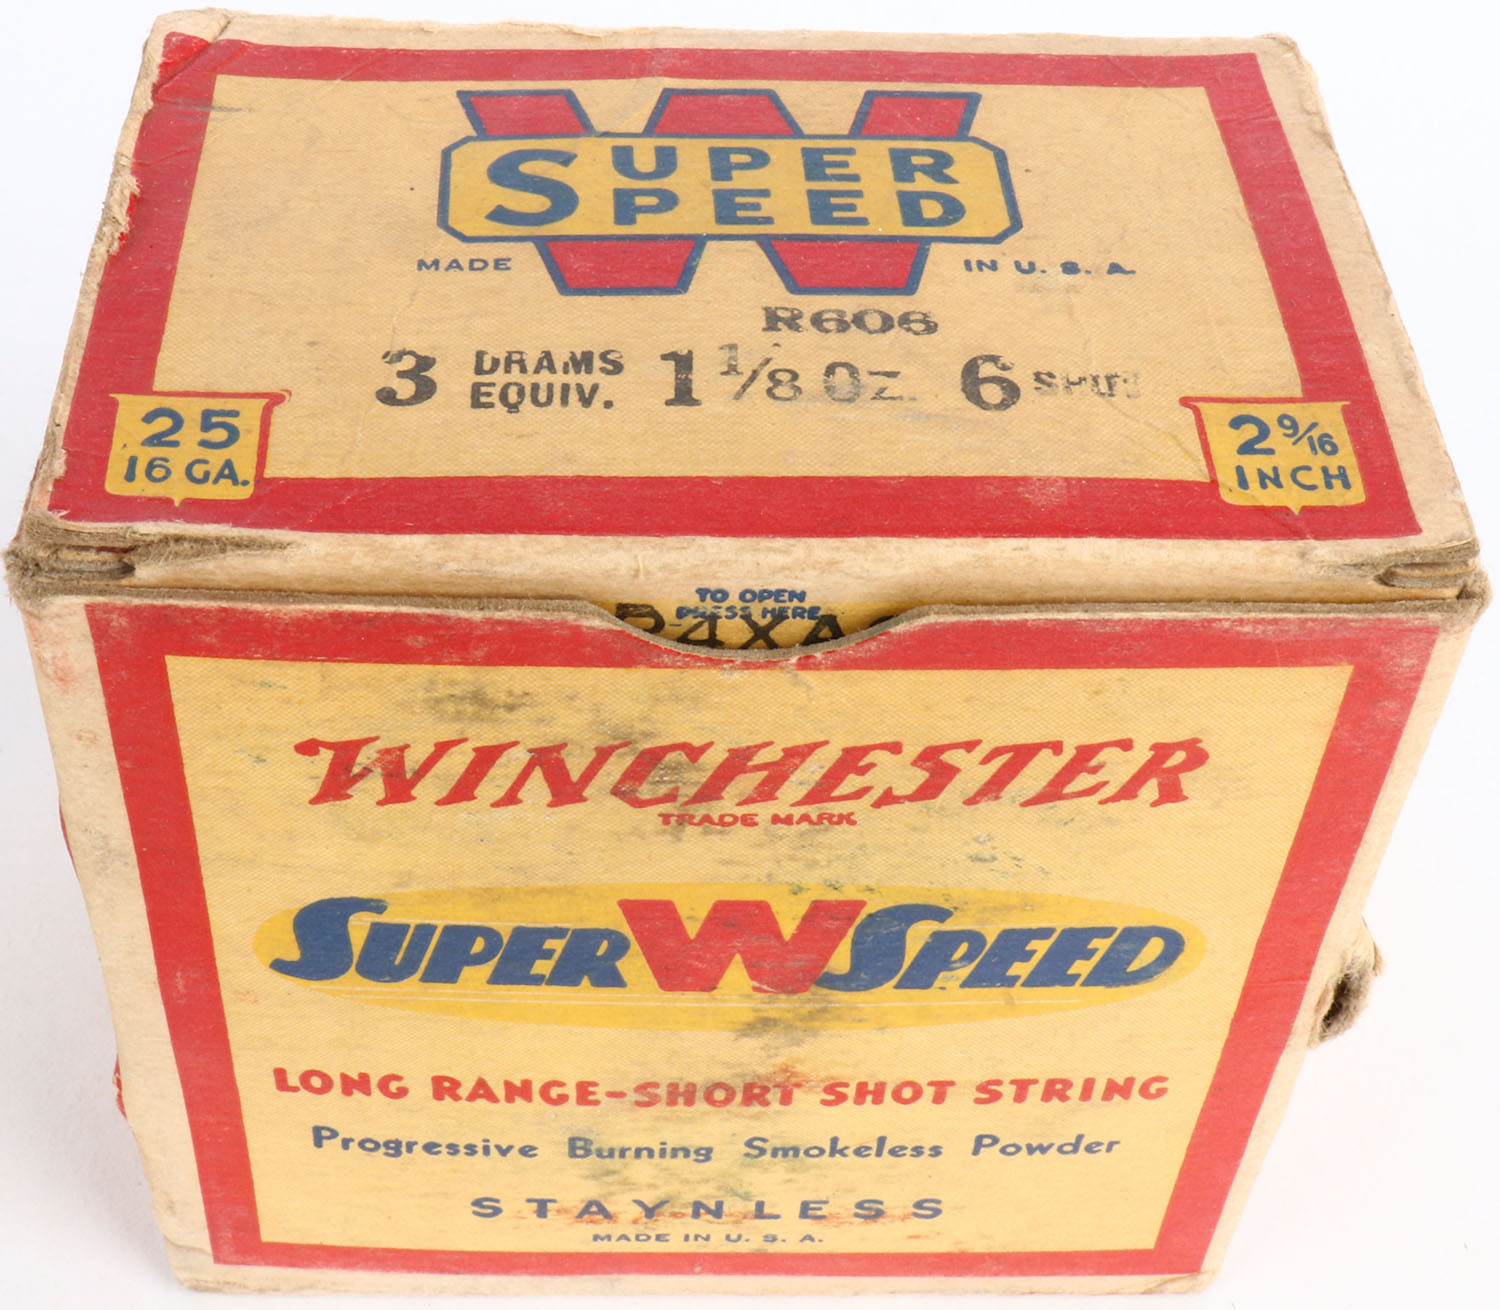 SUPER
SPEED
MADE IN U. S. A.
R606
3 DRAMS EQUIV. 1 1/8 Oz. 6 SHOT
25
16 GA.
2 9/16
INCH
TO OPEN
PRESS HERE
WINCHESTER
TRADE MARK
SUPER W SPEED
LONG RANGE-SHORT SHOT STRING
Progressive Burning Smokeless Powder
STAYNLESS
MADE IN U. S. A.